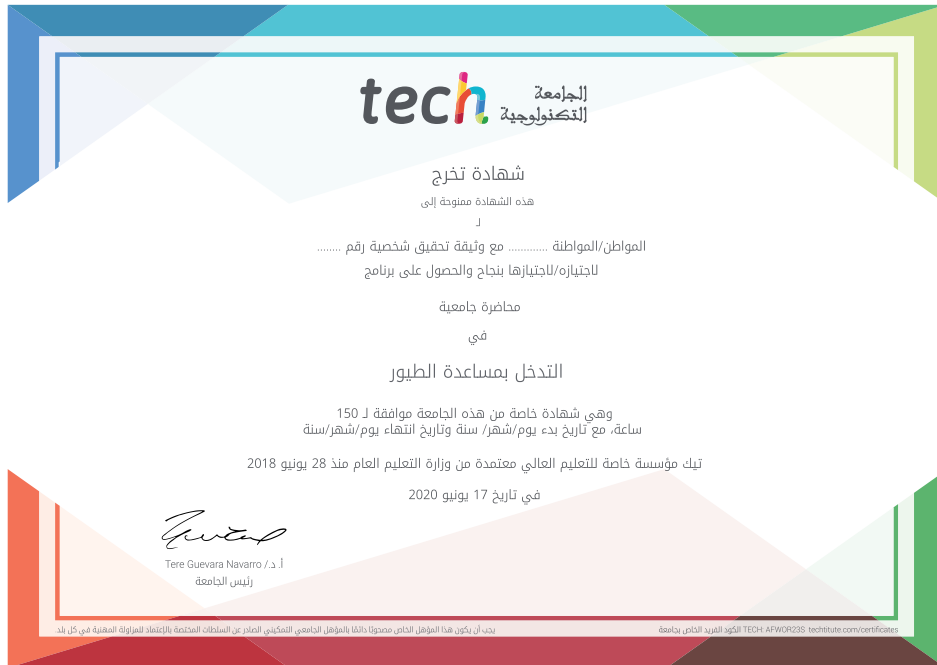 tech الجامعة
التكنولوجية
شهادة تخرج
هذه الشهادة ممنوحة إلى
لـ
المواطن/المواطنة ............. مع وثيقة تحقيق شخصية رقم ........
لاجتيازه/لاجتيازها بنجاح والحصول على برنامج
محاضرة جامعية
في
التدخل بمساعدة الطيور
وهي شهادة خاصة من هذه الجامعة موافقة لـ 150
ساعة، مع تاريخ بدء يوم/شهر/ سنة وتاريخ انتهاء يوم/شهر/سنة
تيك مؤسسة خاصة للتعليم العالي معتمدة من وزارة التعليم العام منذ 28 يونيو 2018
في تاريخ 17 يونيو 2020
أ. د./ Tere Guevara Navarro
رئيس الجامعة
يجب أن يكون هذا المؤهل الخاص مصحوبًا دائمًا بالمؤهل الجامعي التمكيني الصادر عن السلطات المختصة بالإعتماد للمزاولة المهنية في كل بلد.
الكود الفريد الخاص بجامعة TECH: AFWOR23S techtitute.com/certificates